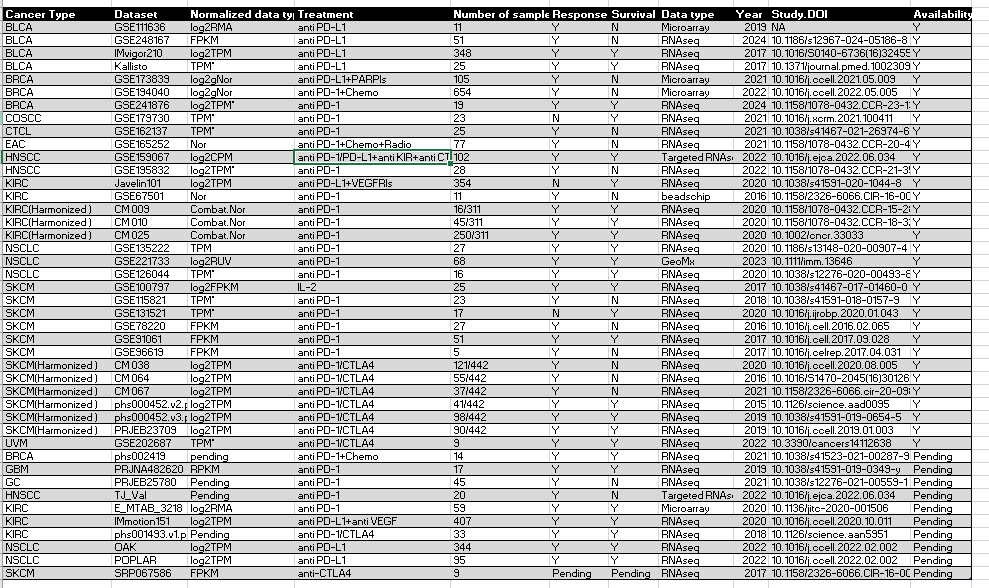 Cancer Type Dataset Normalized data ty Treatment Number of sample Response Survival Data type Year Study.DOI Availability
BLCA GSE111636 log2RMA anti PD-L1 11 Y N Microarray 2019 NA Y
BLCA GSE248167 FPKM anti PD-L1 51 Y N RNAseq 2024 10.1186/s12967-024-05186-8 Y
BLCA IMvigor210 log2TPM anti PD-L1 348 Y Y RNAseq 2017 10.1016/S0140-6736(16)32455 Y
BLCA Kallisto TPM* anti PD-L1 25 Y Y RNAseq 2017 10.1371/journal.pmed.1002309 Y
BRCA GSE173839 log2gNor anti PD-L1+PARPIs 105 Y N Microarray 2021 10.1016/j.ccell.2021.05.009 Y
BRCA GSE194040 log2gNor anti PD-1+Chemo 654 Y N Microarray 2022 10.1016/j.ccell.2022.05.005 Y
BRCA GSE241876 log2TPM* anti PD-1 19 Y Y RNAseq 2024 10.1158/1078-0432.CCR-23-1 Y
COSCC GSE179730 TPM* anti PD-1 23 Y N RNAseq 2021 10.1016/j.xcrm.2021.100411 Y
CTCL GSE162137 TPM* anti PD-1 25 Y Y RNAseq 2021 10.1038/s41467-021-26974-6 Y
EAC GSE165252 Nor anti PD-1+Chemo+Radio 77 Y N RNAseq 2021 10.1158/1078-0432.CCR-20-4 Y
HNSCC GSE159067 log2CPM anti PD-1/PD-L1+anti KIR+anti CT 102 Y Y Targeted RNAs 2022 10.1016/j.ejca.2022.06.034 Y
HNSCC GSE195832 log2TPM* anti PD-1 28 Y N RNAseq 2022 10.1158/1078-0432.CCR-21-3 Y
KIRC Javelin101 log2TPM anti PD-L1+VEGFRIs 354 N Y RNAseq 2020 10.1038/s41591-020-1044-8 Y
KIRC GSE67501 Nor anti PD-1 11 Y N beadschip 2016 10.1158/2326-6066.CIR-16-00 Y
KIRC(Harmonized ) CM 009 Combat.Nor anti PD-1 16/311 Y Y RNAseq 2020 10.1158/1078-0432.CCR-15-2 Y
KIRC(Harmonized ) CM 010 Combat.Nor anti PD-1 45/311 Y Y RNAseq 2020 10.1158/1078-0432.CCR-18-3 Y
KIRC(Harmonized ) CM 025 Combat.Nor anti PD-1 250/311 Y Y RNAseq 2020 10.1002/cncr.33033 Y
NSCLC GSE135222 TPM anti PD-1 27 Y Y RNAseq 2020 10.1186/s13148-020-00907-4 Y
NSCLC GSE221733 log2RUV anti PD-1 68 Y Y GeoMx 2023 10.1111/imm.13646 Y
NSCLC GSE126044 TPM* anti PD-1 16 Y Y RNAseq 2020 10.1038/s12276-020-00493-8 Y
SKCM GSE100797 log2FPKM IL-2 25 Y Y RNAseq 2017 10.1038/s41467-017-01460-0 Y
SKCM GSE115821 TPM* anti PD-1 23 Y N RNAseq 2018 10.1038/s41591-018-0157-9 Y
SKCM GSE131521 TPM* anti PD-1 17 N Y RNAseq 2020 10.1016/j.ijrobp.2020.01.043 Y
SKCM GSE78220 FPKM anti PD-1 27 Y N RNAseq 2016 10.1016/j.cell.2016.02.065 Y
SKCM GSE91061 FPKM anti PD-1 51 Y Y RNAseq 2017 10.1016/j.cell.2017.09.028 Y
SKCM GSE96619 FPKM anti PD-1 5 Y N RNAseq 2017 10.1016/j.celrep.2017.04.031 Y
SKCM(Harmonized ) CM 038 log2TPM anti PD-1/CTLA4 121/442 Y Y RNAseq 2020 10.1016/j.ccell.2020.08.005 Y
SKCM(Harmonized ) CM 064 log2TPM anti PD-1/CTLA4 55/442 Y N RNAseq 2016 10.1016/S1470-2045(16)30126 Y
SKCM(Harmonized ) CM 067 log2TPM anti PD-1/CTLA4 37/442 Y N RNAseq 2021 10.1158/2326-6066.cir-20-09 Y
SKCM(Harmonized ) phs000452.v2.p log2TPM anti PD-1/CTLA4 41/442 Y Y RNAseq 2015 10.1126/science.aad0095 Y
SKCM(Harmonized ) phs000452.v3.p log2TPM anti PD-1/CTLA4 98/442 Y Y RNAseq 2019 10.1038/s41591-019-0654-5 Y
SKCM(Harmonized ) PRJEB23709 log2TPM anti PD-1/CTLA4 90/442 Y Y RNAseq 2019 10.1016/j.ccell.2019.01.003 Y
UVM GSE202687 TPM* anti PD-1/CTLA4 9 Y Y RNAseq 2022 10.3390/cancers14112638 Y
BRCA phs002419 pending anti PD-1+Chemo 14 Y N RNAseq 2021 10.1038/s41523-021-00287-9 Pending
GBM PRJNA482620 RPKM anti PD-1 17 Y Y RNAseq 2019 10.1038/s41591-019-0349-y Pending
GC PRJEB25780 Pending anti PD-1 45 Y N RNAseq 2021 10.1038/s12276-021-00559-1 Pending
HNSCC TJ_Val Pending anti PD-1 20 Y N Targeted RNAs 2022 10.1016/j.ejca.2022.06.034 Pending
KIRC E_MTAB_3218 log2RMA anti PD-1 59 Y Y Microarray 2020 10.1136/jitc-2020-001506 Pending
KIRC IMmotion151 log2TPM anti PD-L1+anti VEGF 407 Y Y RNAseq 2020 10.1016/j.ccell.2020.10.011 Pending
KIRC phs001493.v1.p Pending anti PD-1/CTLA4 33 Y Y RNAseq 2018 10.1126/science.aan5951 Pending
NSCLC OAK log2TPM anti PD-L1 344 Y Y RNAseq 2022 10.1016/j.ccell.2022.02.002 Pending
NSCLC POPLAR log2TPM anti PD-L1 95 Y Y RNAseq 2022 10.1016/j.ccell.2022.02.002 Pending
SKCM SRP067586 FPKM anti-CTLA4 9 Pending Pending RNAseq 2017 10.1158/2326-6066.CIR-16-00 Pending